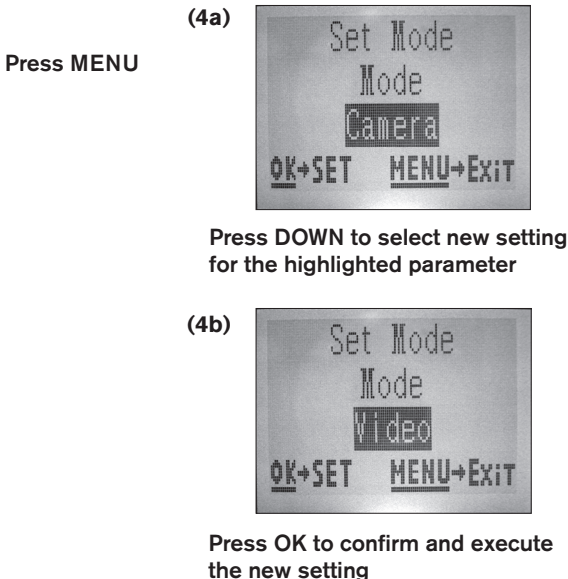 (4a)
Press MENU
Set Mode
Mode
Camera
OK→SET MENU→EXiT
Press DOWN to select new setting
for the highlighted parameter
(4b)
Set Mode
Mode
Video
OK→SET MENU→EXiT
Press OK to confirm and execute
the new setting